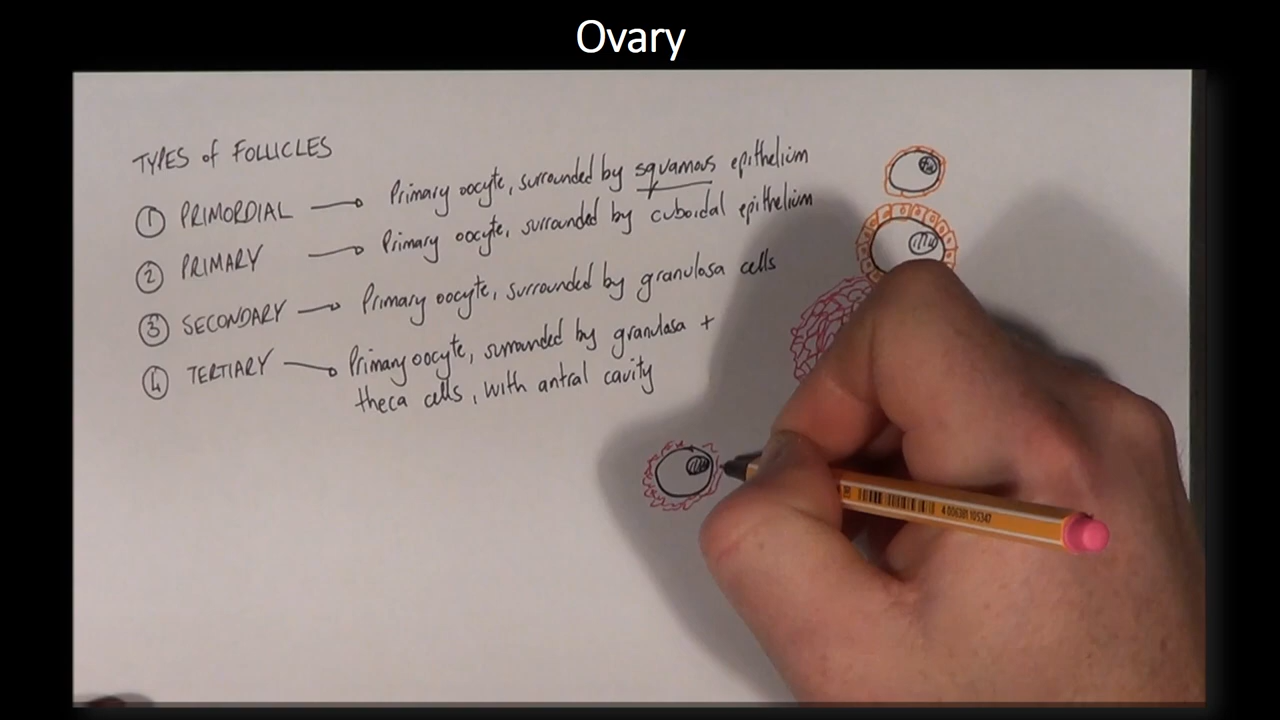 Ovary
TYPES of FOLLICLES
① PRIMORDIAL → Primary oocyte, surrounded by squamous epithelium
② PRIMARY → Primary oocyte, surrounded by cuboidal epithelium
③ SECONDARY → Primary oocyte, surrounded by granulosa cells
④ TERTIARY → Primary oocyte, surrounded by granulosa +
theca cells, with antral cavity